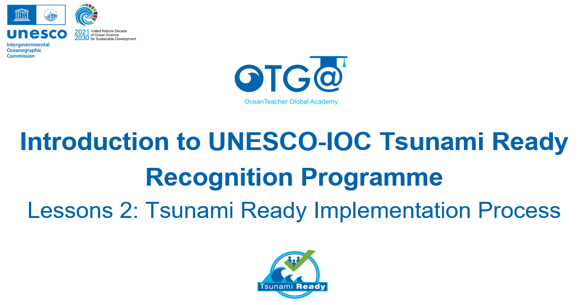 unesco
Intergovernmental
Oceanographic
Commission
2021
2030
United Nations Decade
of Ocean Science
for Sustainable Development
OTG@
OceanTeacher Global Academy
Introduction to UNESCO-IOC Tsunami Ready
Recognition Programme
Lessons 2: Tsunami Ready Implementation Process
Tsunami Ready